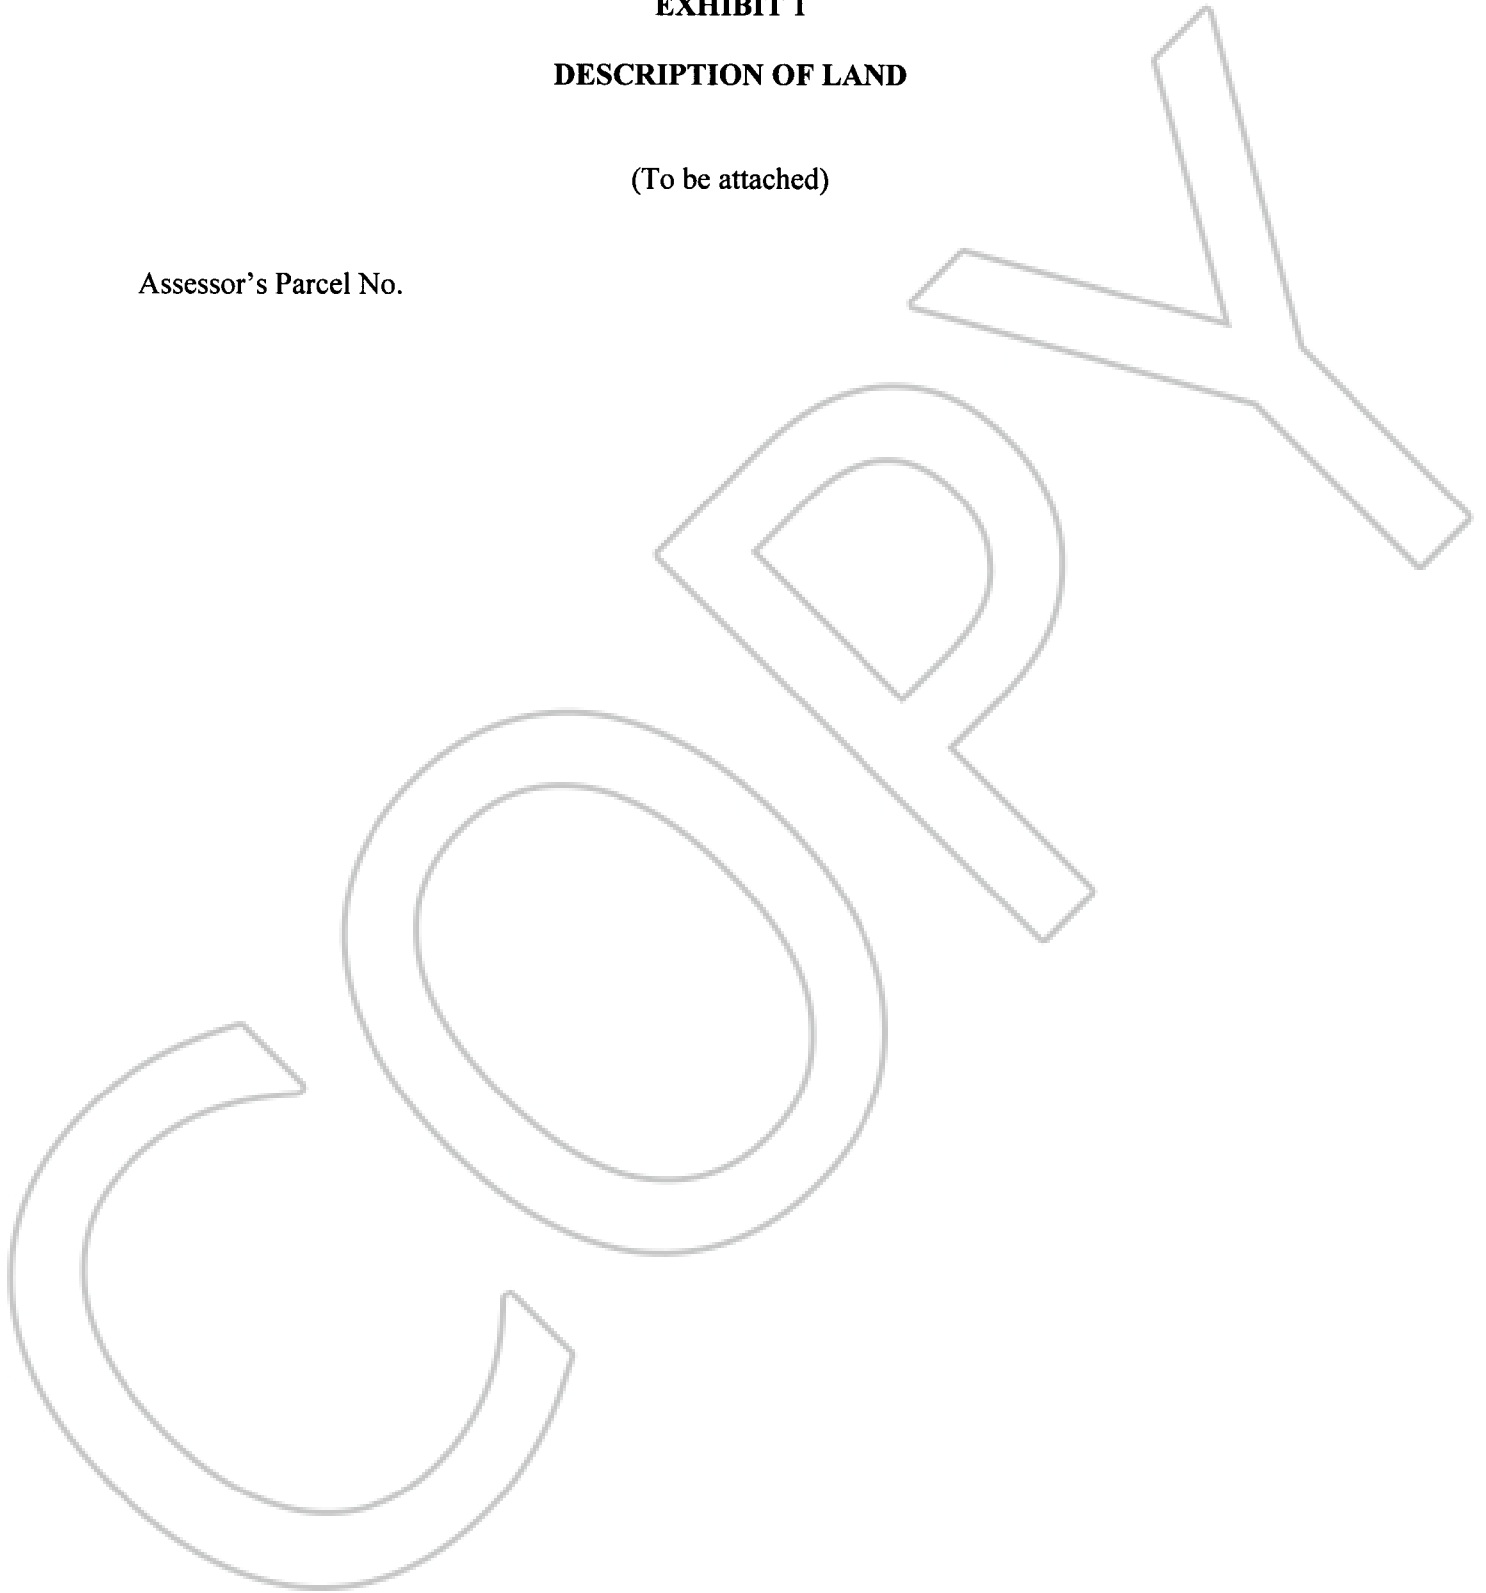 EXHIBIT 1
DESCRIPTION OF LAND
(To be attached)
Assessor's Parcel No.
COPY